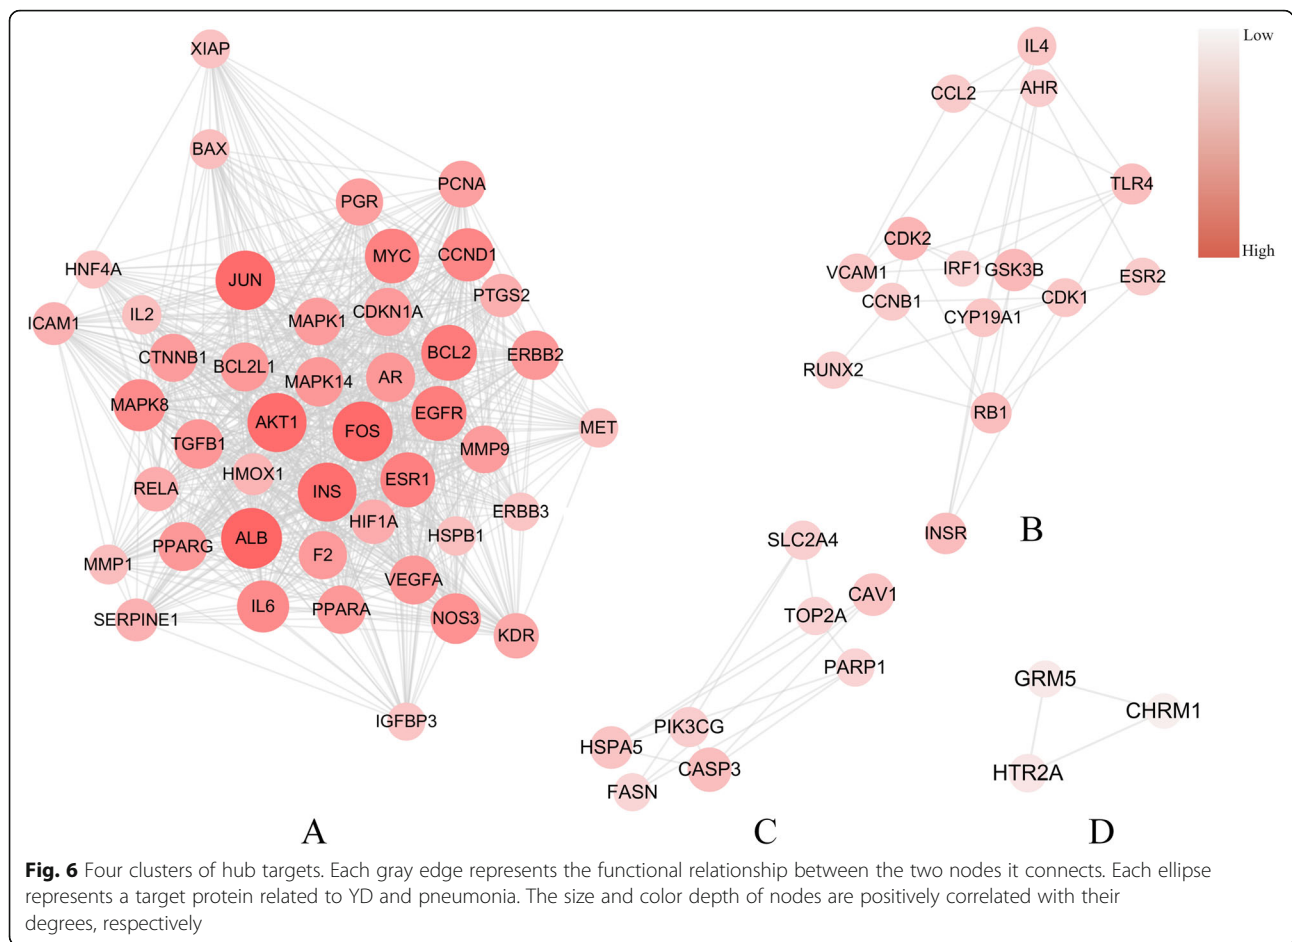 XIAP
BAX
PCNA
PGR
MYC
CCND1
HNF4A
JUN
PTGS2
IL2
ICAM1
MAPK1
CDKN1A
CTNNB1
BCL2L1
BCL2
ERBB2
MAPK14
AR
MAPK8
AKT1
FOS
EGFR
MET
TGFB1
MMP9
HMOX1
RELA
INS
ESR1
ERBB3
HIF1A
ALB
HSPB1
PPARG
F2
MMP1
VEGFA
SERPINE1
IL6
PPARA
NOS3
KDR
IGFBP3
A
IL4
CCL2
AHR
TLR4
CDK2
VCAM1
IRF1
GSK3B
ESR2
CCNB1
CDK1
CYP19A1
RUNX2
RB1
INSR
B
Low
High
SLC2A4
CAV1
TOP2A
PARP1
PIK3CG
HSPA5
CASP3
FASN
C
GRM5
CHRM1
HTR2A
D
Fig. 6 Four clusters of hub targets. Each gray edge represents the functional relationship between the two nodes it connects. Each ellipse
represents a target protein related to YD and pneumonia. The size and color depth of nodes are positively correlated with their
degrees, respectively